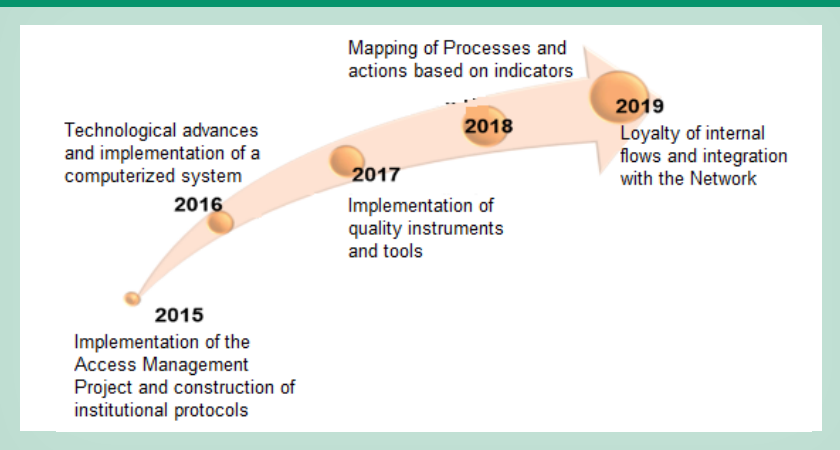 2015
Implementation of the
Access Management
Project and construction of
institutional protocols
Technological advances
and implementation of a
computerized system
2016
2017
Implementation of
quality instruments
and tools
Mapping of Processes and
actions based on indicators
2018
2019
Loyalty of internal
flows and integration
with the Network